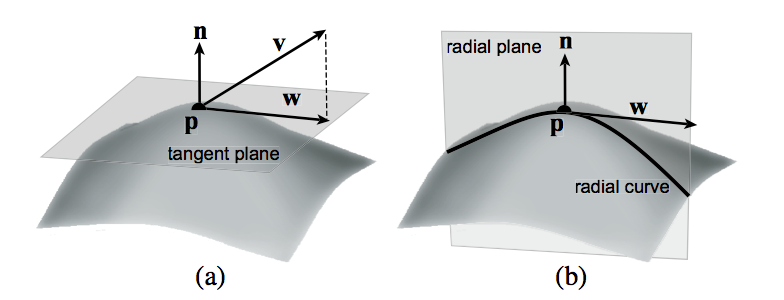 n
v
w
p
tangent plane
(a)
radial plane
n
w
p
radial curve
(b)